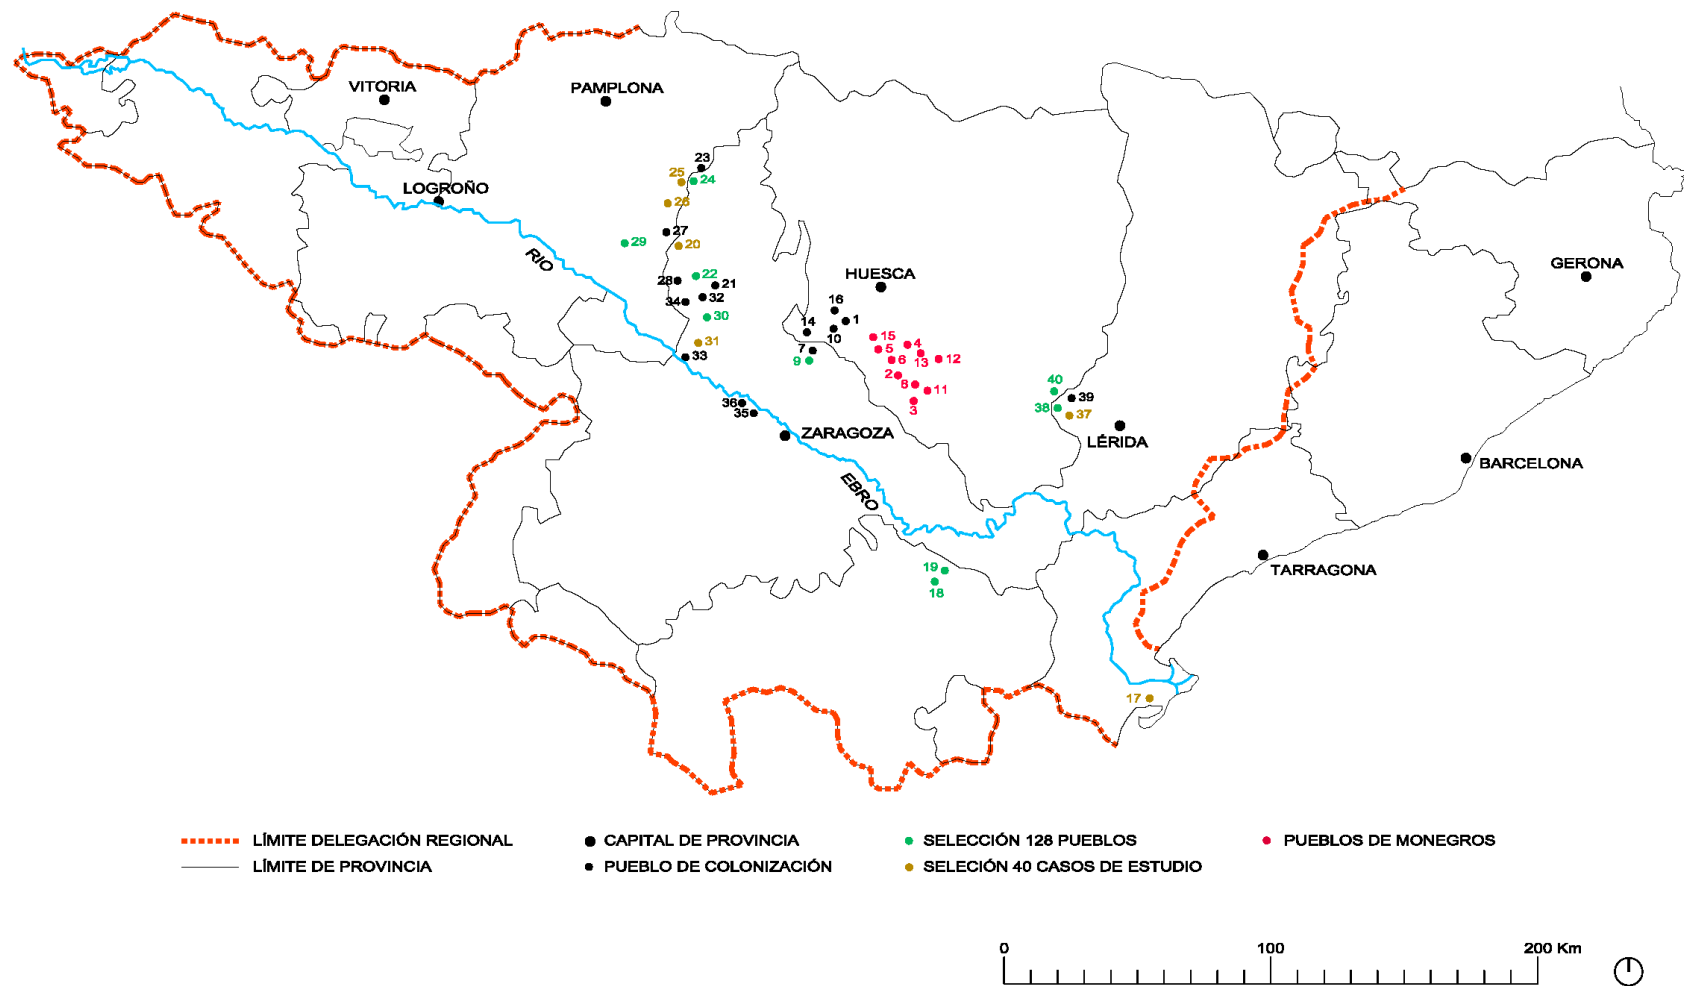 VITORIA
PAMPLONA
23
25
24
LOGROÑO
26
27
29
20
RIO
HUESCA
GERONA
22
28
21
16
34
32
14
1
30
10
15
4
31
7
5
33
9
6
13
12
2
8
11
40
36
3
39
35
38
37
ZARAGOZA
LÉRIDA
BARCELONA
EBRO
19
TARRAGONA
18
17
LÍMITE DELEGACIÓN REGIONAL
CAPITAL DE PROVINCIA
SELECCIÓN 128 PUEBLOS
PUEBLOS DE MONEGROS
LÍMITE DE PROVINCIA
PUEBLO DE COLONIZACIÓN
SELECIÓN 40 CASOS DE ESTUDIO
0
100
200 Km